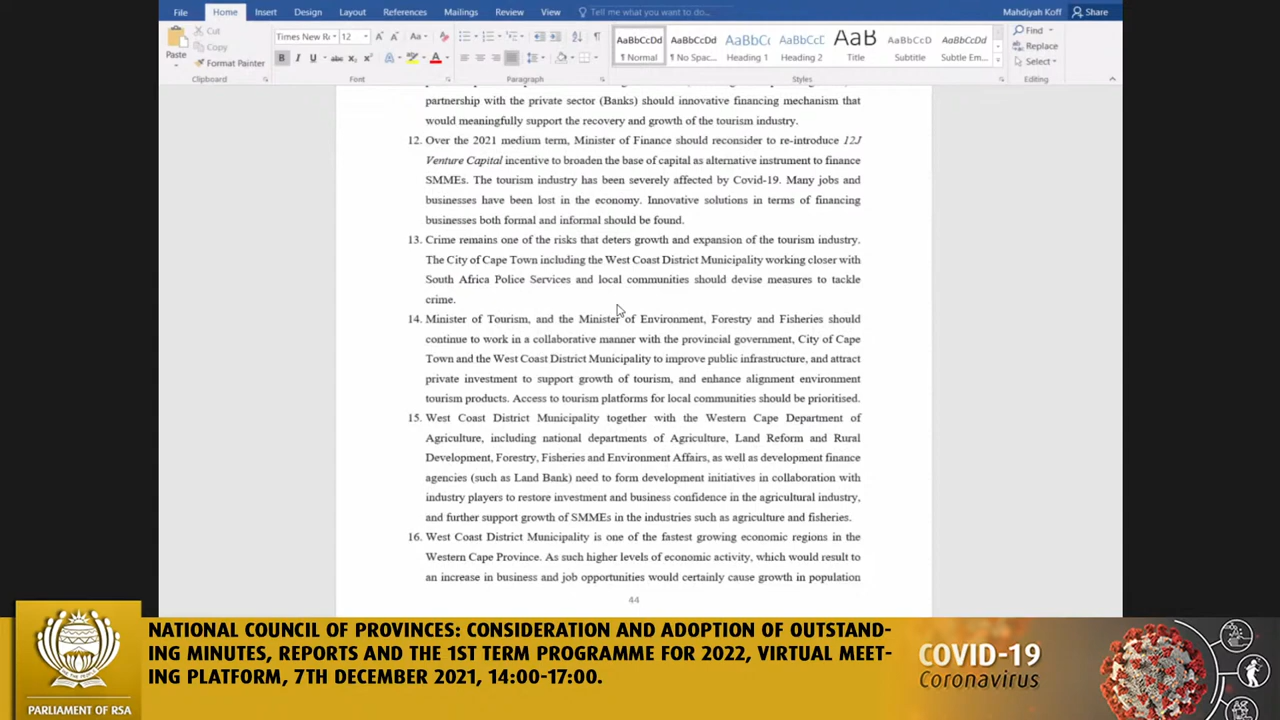 File Home Insert Design Layout References Mailings Review View Tell me what you want to do... Mahdiyah Koff Share
Cut
Copy
Paste
Format Painter
Clipboard
Times New R 12
Font
Paragraph
AaBbCcDd AaBbCcDd AaBbC AaBbCcE AaB AaBbCcD AaBbCcDd
¶ Normal ¶ No Spac... Heading 1 Heading 2 Title Subtitle Subtle Em...
Styles
Find
Replace
Select
Editing
partnership with the private sector (Banks) should innovative financing mechanism that
would meaningfully support the recovery and growth of the tourism industry.
12. Over the 2021 medium term, Minister of Finance should reconsider to re-introduce 12J
Venture Capital incentive to broaden the base of capital as alternative instrument to finance
SMMEs. The tourism industry has been severely affected by Covid-19. Many jobs and
businesses have been lost in the economy. Innovative solutions in terms of financing
businesses both formal and informal should be found.
13. Crime remains one of the risks that deters growth and expansion of the tourism industry.
The City of Cape Town including the West Coast District Municipality working closer with
South Africa Police Services and local communities should devise measures to tackle
crime.
14. Minister of Tourism, and the Minister of Environment, Forestry and Fisheries should
continue to work in a collaborative manner with the provincial government, City of Cape
Town and the West Coast District Municipality to improve public infrastructure, and attract
private investment to support growth of tourism, and enhance alignment environment
tourism products. Access to tourism platforms for local communities should be prioritised.
15. West Coast District Municipality together with the Western Cape Department of
Agriculture, including national departments of Agriculture, Land Reform and Rural
Development, Forestry, Fisheries and Environment Affairs, as well as development finance
agencies (such as Land Bank) need to form development initiatives in collaboration with
industry players to restore investment and business confidence in the agricultural industry,
and further support growth of SMMEs in the industries such as agriculture and fisheries.
16. West Coast District Municipality is one of the fastest growing economic regions in the
Western Cape Province. As such higher levels of economic activity, which would result to
an increase in business and job opportunities would certainly cause growth in population
44
NATIONAL COUNCIL OF PROVINCES: CONSIDERATION AND ADOPTION OF OUTSTAND-
ING MINUTES, REPORTS AND THE 1ST TERM PROGRAMME FOR 2022, VIRTUAL MEET-
ING PLATFORM, 7TH DECEMBER 2021, 14:00-17:00.
PARLIAMENT OF RSA
COVID-19
Coronavirus